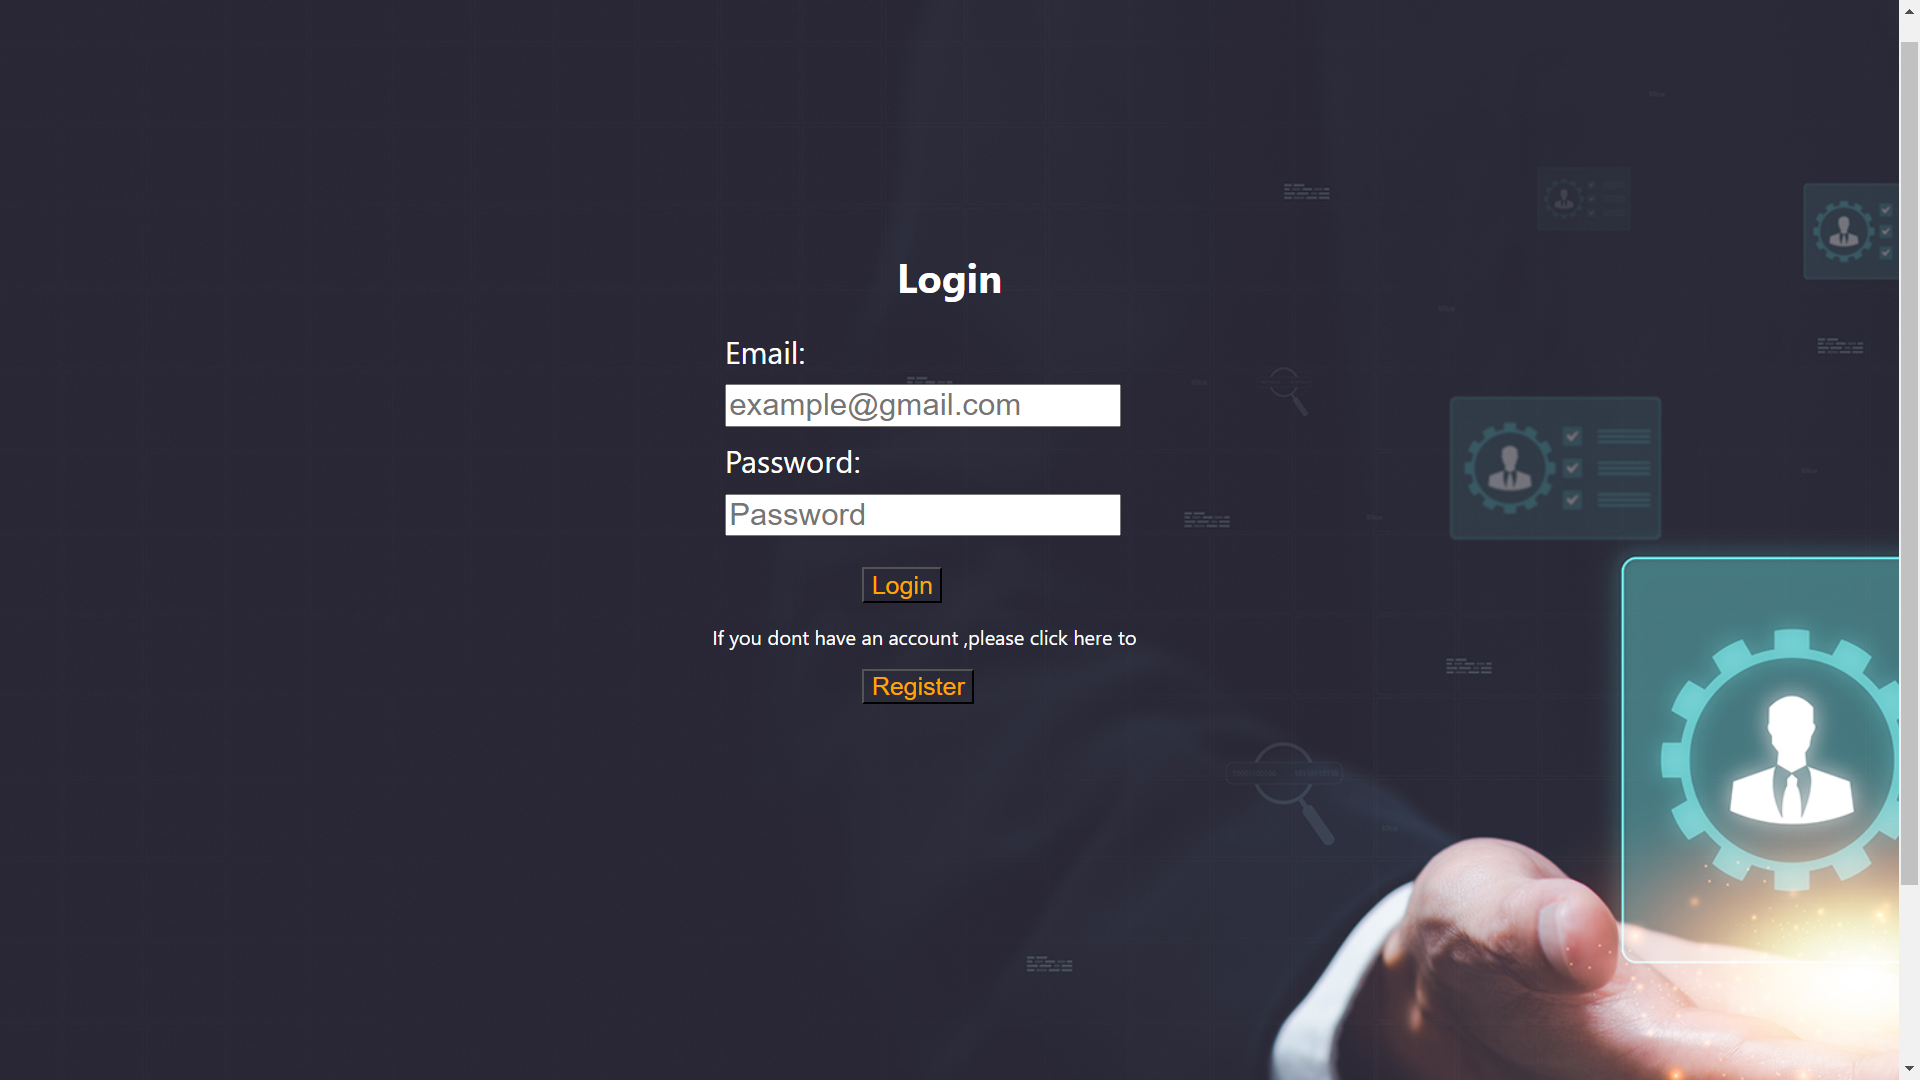 Login
Email:
example@gmail.com
Password:
Password
Login
If you dont have an account ,please click here to
Register